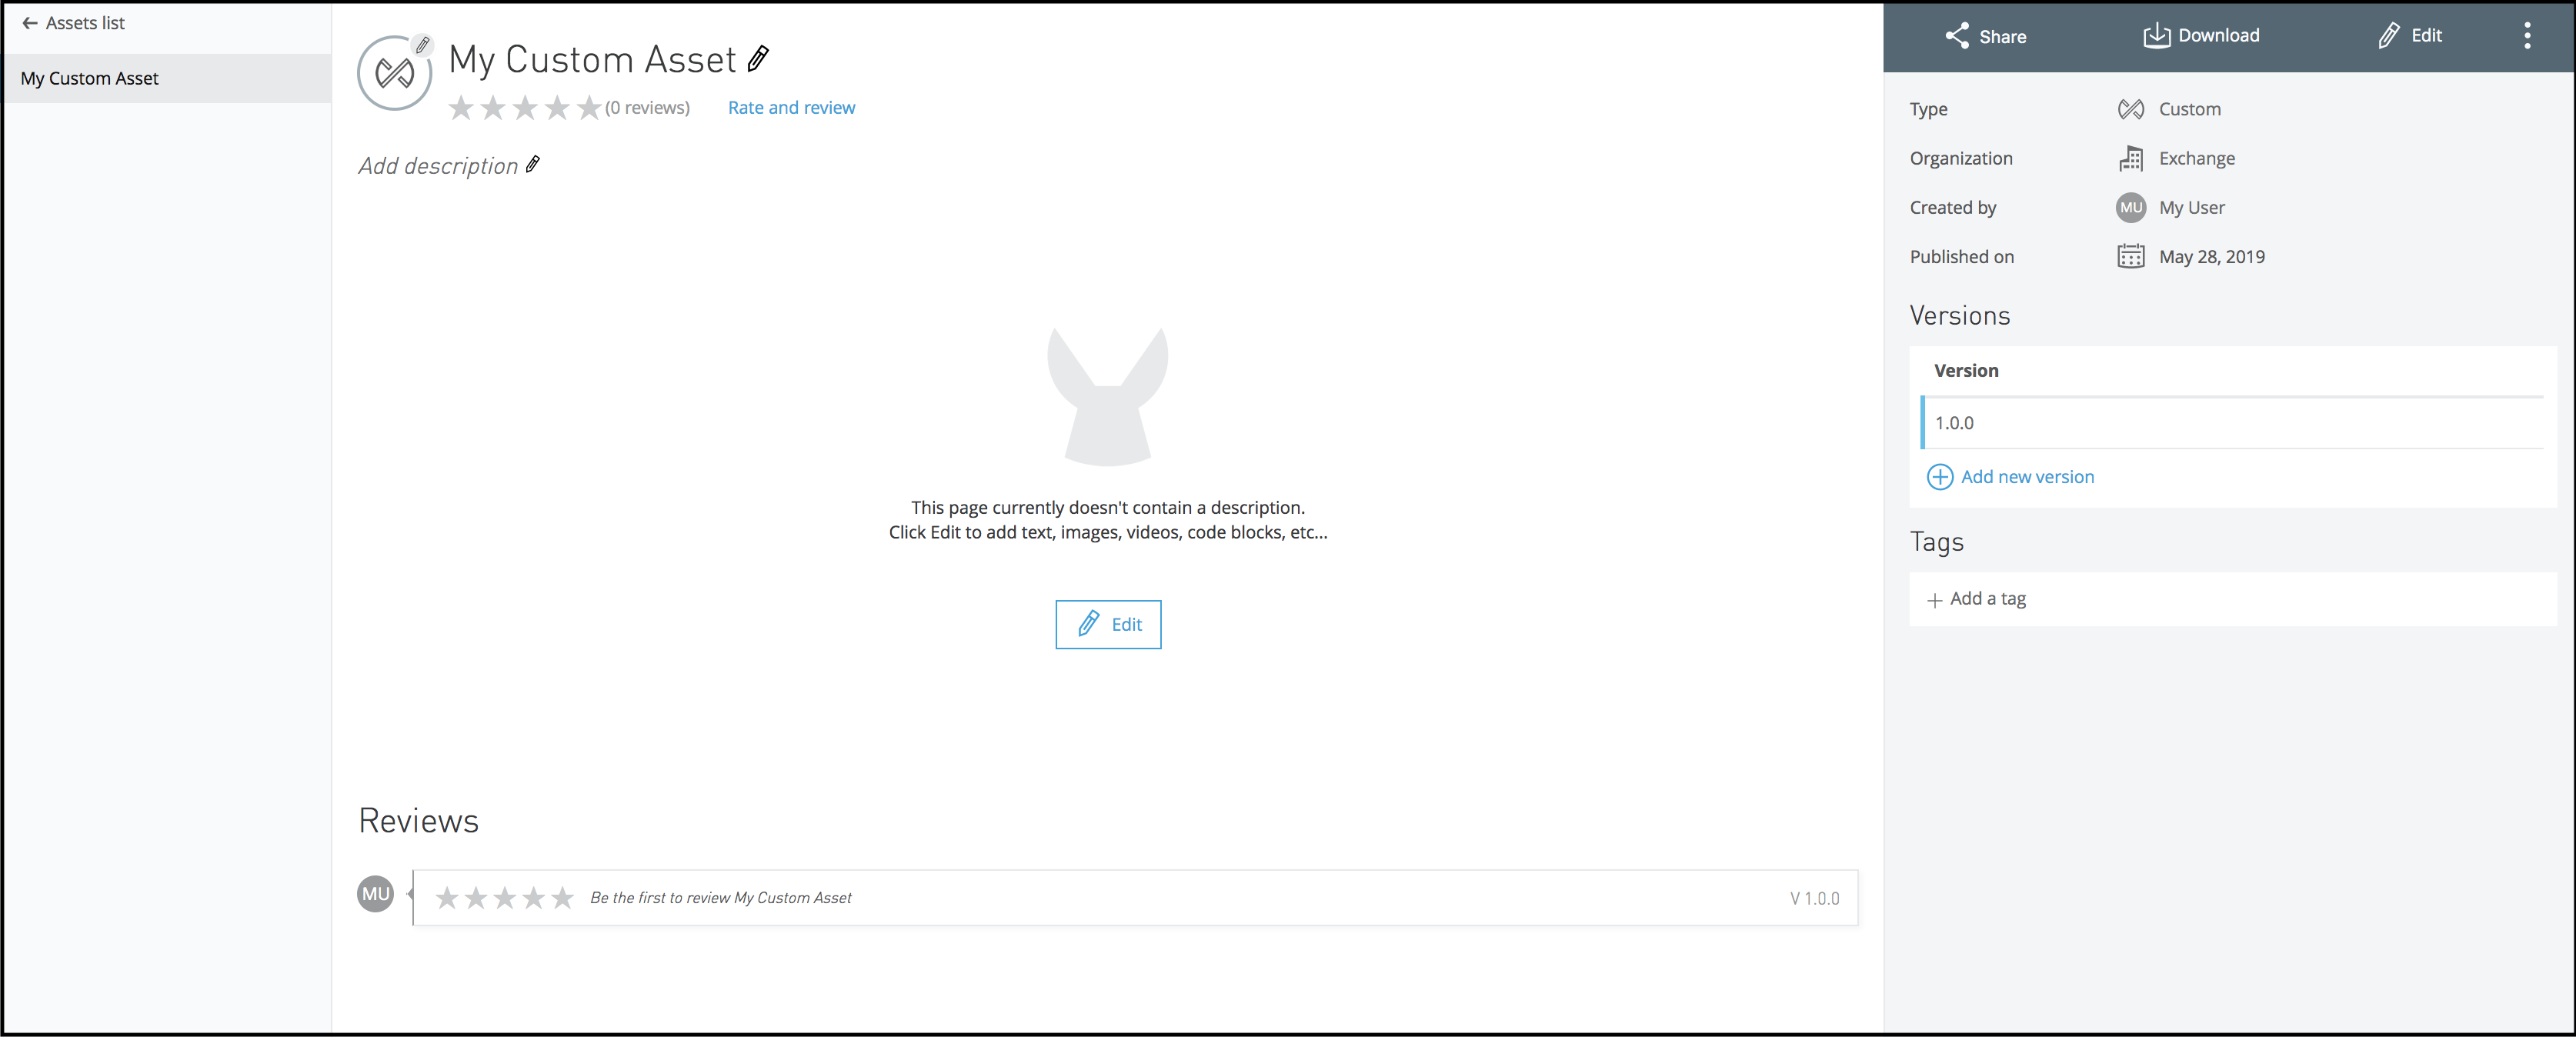 Assets list
My Custom Asset
My Custom Asset
(0 reviews) Rate and review
Add description
This page currently doesn't contain a description.
Click Edit to add text, images, videos, code blocks, etc...
Edit
Reviews
MU Be the first to review My Custom Asset V 1.0.0
Share Download Edit
Type Custom
Organization Exchange
Created by MU My User
Published on May 28, 2019
Versions
Version
1.0.0
Add new version
Tags
Add a tag